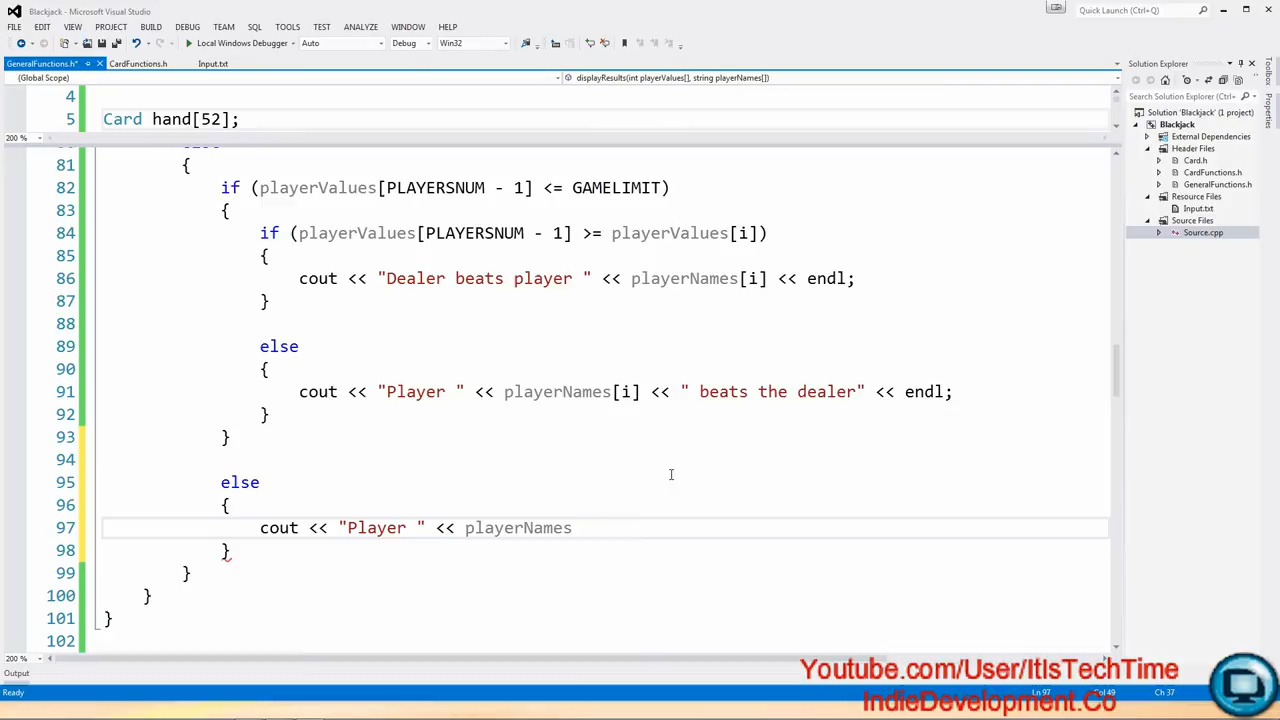 Blackjack - Microsoft Visual Studio
Quick Launch (Ctrl+Q)
FILE EDIT VIEW PROJECT BUILD DEBUG TEAM SQL TOOLS TEST ANALYZE WINDOW HELP
Local Windows Debugger Auto Debug Win32
GeneralFunctions.h* CardFunctions.h Input.txt
(Global Scope) displayResults(int playerValues[], string playerNames[])
4
5 Card hand[52];
200 %
81 {
82 if (playerValues[PLAYERSNUM - 1] <= GAMELIMIT)
83 {
84 if (playerValues[PLAYERSNUM - 1] >= playerValues[i])
85 {
86 cout << "Dealer beats player " << playerNames[i] << endl;
87 }
88
89 else
90 {
91 cout << "Player " << playerNames[i] << " beats the dealer" << endl;
92 }
93 }
94
95 else
96 {
97 cout << "Player " << playerNames
98 }
99 }
100 }
101 }
102
200 %
Output
Ready Ln 97 Col 49 Ch 37
Solution Explorer
Search Solution Explorer (Ctrl+
Solution 'Blackjack' (1 project)
Blackjack
External Dependencies
Header Files
Card.h
CardFunctions.h
GeneralFunctions.h
Resource Files
Input.txt
Source Files
Source.cpp
Toolbox
Properties
Youtube.com/User/ItIsTechTime
IndieDevelopment.Co